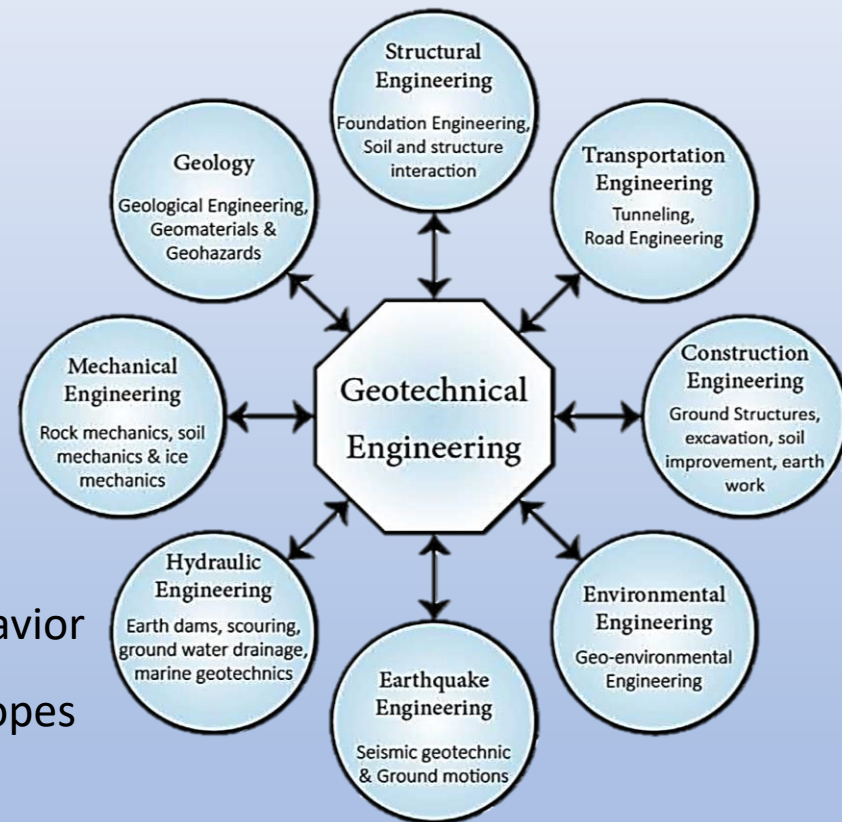 Structural
Engineering
Foundation Engineering,
Soil and structure
interaction
Geology
Geological Engineering,
Geomaterials &
Geohazards
Transportation
Engineering
Tunneling,
Road Engineering
Mechanical
Engineering
Rock mechanics, soil
mechanics & ice
mechanics
Geotechnical
Engineering
Construction
Engineering
Ground Structures,
excavation, soil
improvement, earth
work
Hydraulic
Engineering
Earth dams, scouring,
ground water drainage,
marine geotechnics
Environmental
Engineering
Geo-environmental
Engineering
Earthquake
Engineering
Seismic geotechnic
& Ground motions